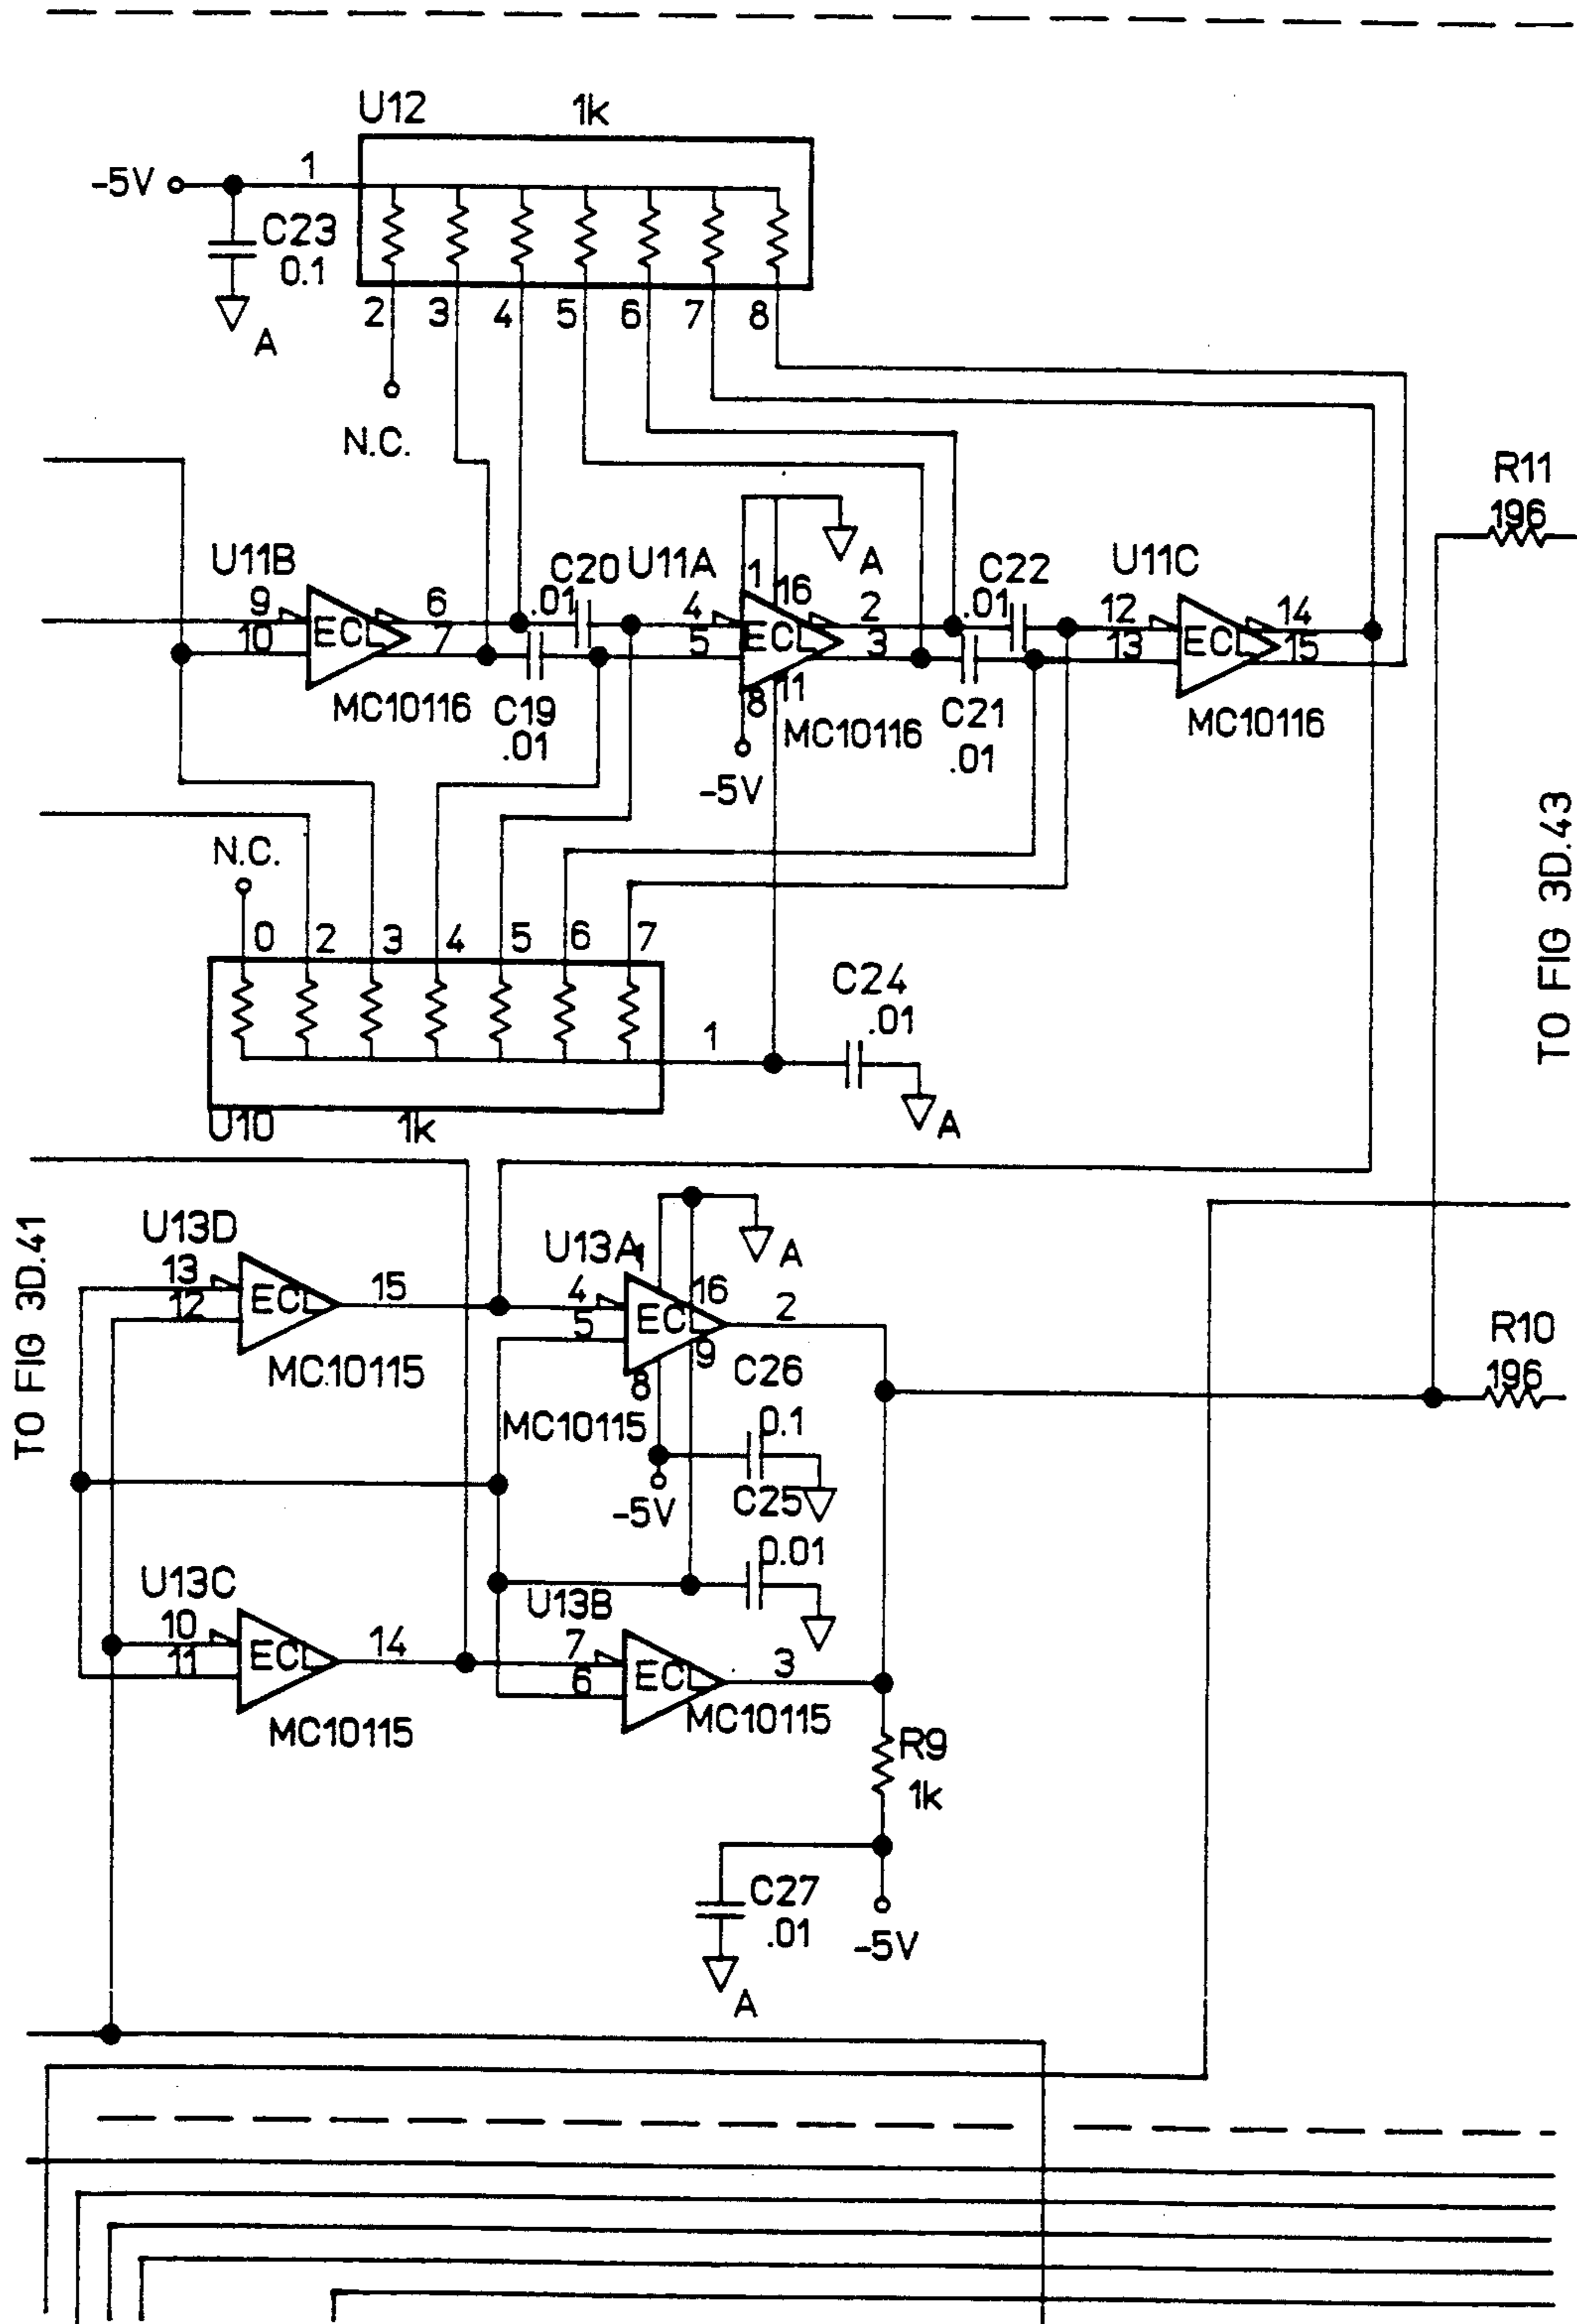 U12 1k
-5V 1
C23
0.1
A
2 3 4 5 6 7 8
N.C.
R11
196
U11B C20 U11A A C22 U11C
9 6 .01 4 1 16 2 .01 12 14
10 ECL 7 5 ECL 3 13 ECL 15
MC10116 C19 8 11 MC10116 C21 MC10116
.01 .01
-5V
TO FIG 3D.43
N.C.
0 2 3 4 5 6 7
C24
.01
1
A
U10 1k
TO FIG 3D.41
U13D U13A 1 A
13 15 4 16 2
12 ECL 5 ECL
MC10115 8 9 C26
0.1
MC10115
R10
196
-5V C25
0.01
U13C U13B
10 14 7 3
11 ECL 6 ECL
MC10115 MC10115
R9
1k
C27
.01 -5V
A